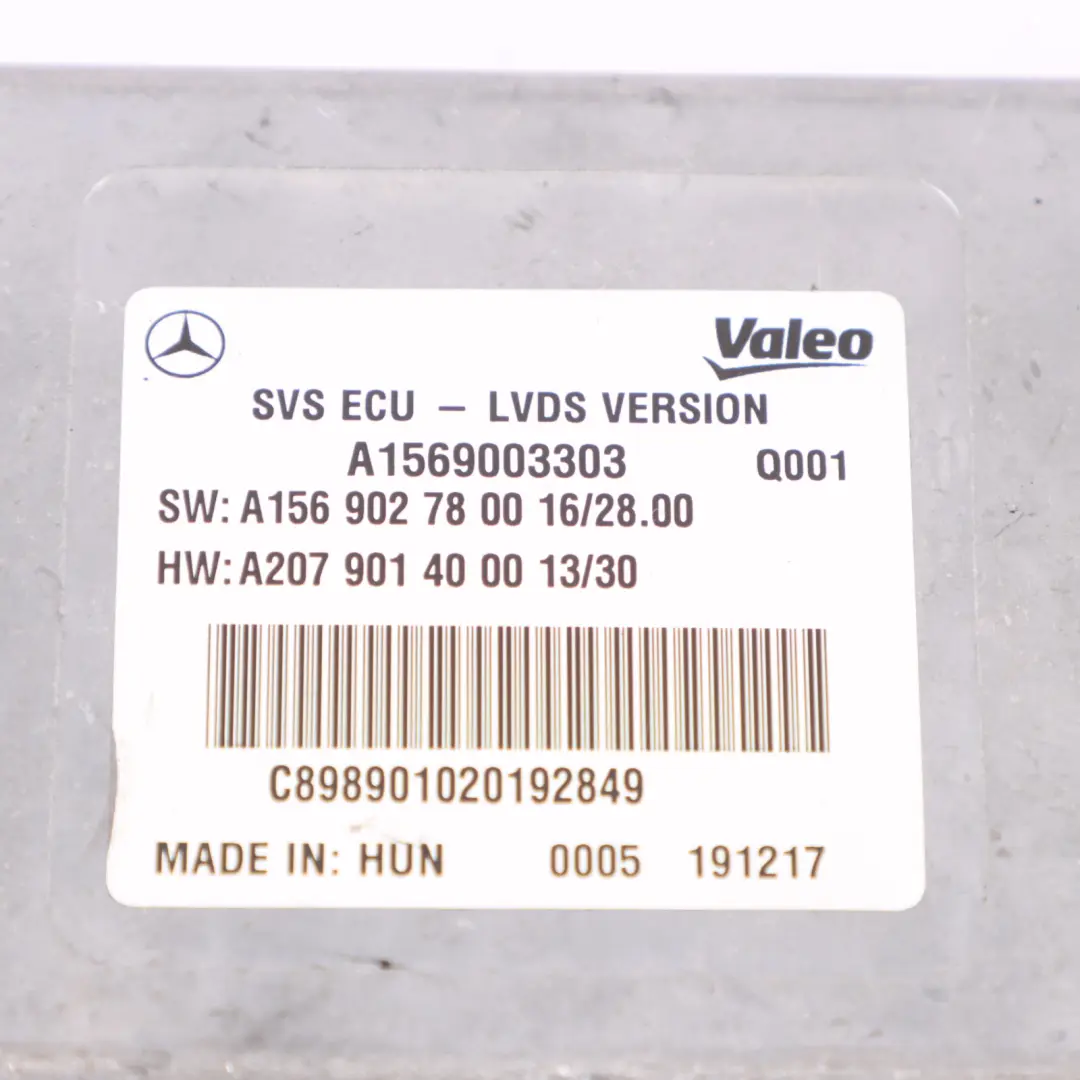 Valeo
SVS ECU – LVDS VERSION
A1569003303 Q001
SW: A156 902 78 00 16/28.00
HW: A207 901 40 00 13/30
C898901020192849
MADE IN: HUN 0005 191217